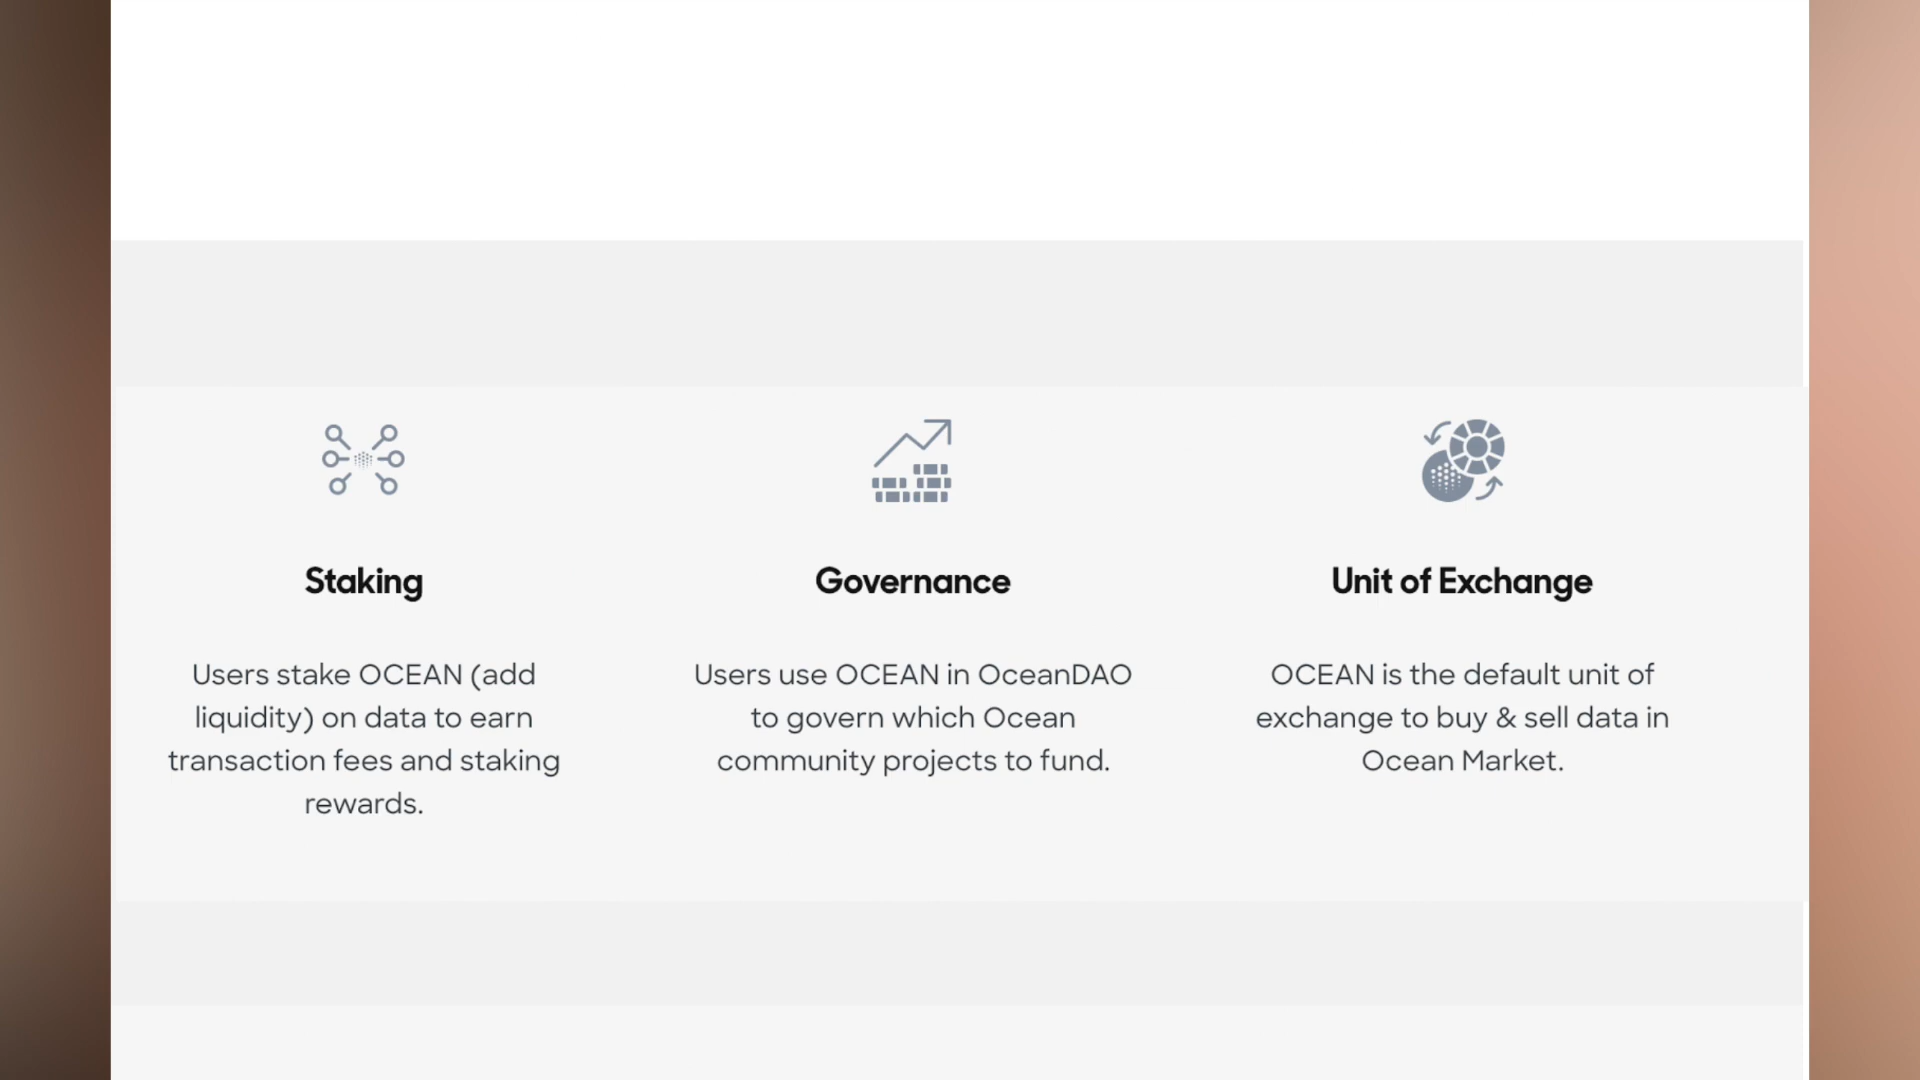 Staking
Users stake OCEAN (add
liquidity) on data to earn
transaction fees and staking
rewards.
Governance
Users use OCEAN in OceanDAO
to govern which Ocean
community projects to fund.
Unit of Exchange
OCEAN is the default unit of
exchange to buy & sell data in
Ocean Market.